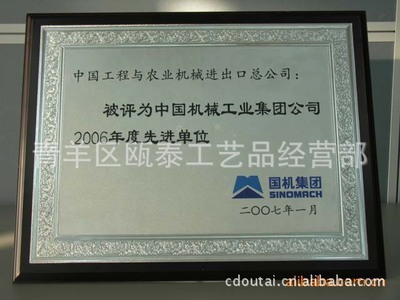 中国工程与农业机械进出口总公司：
被评为中国机械工业集团公司
2006年度先进单位
青羊区瓯泰工艺品经营部
国机集团
SINOMACH
二〇〇七年一月
cdoutai.cn.alibaba.com